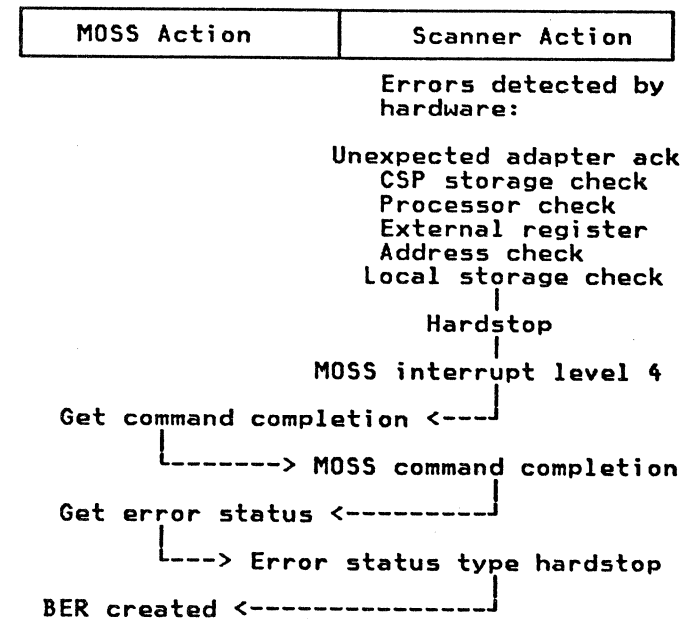 MOSS Action Scanner Action
Errors detected by
hardware:
Unexpected adapter ack
CSP storage check
Processor check
External register
Address check
Local storage check
Hardstop
MOSS interrupt level 4
Get command completion <----
--------> MOSS command completion
Get error status <----------
----> Error status type hardstop
BER created <----------------